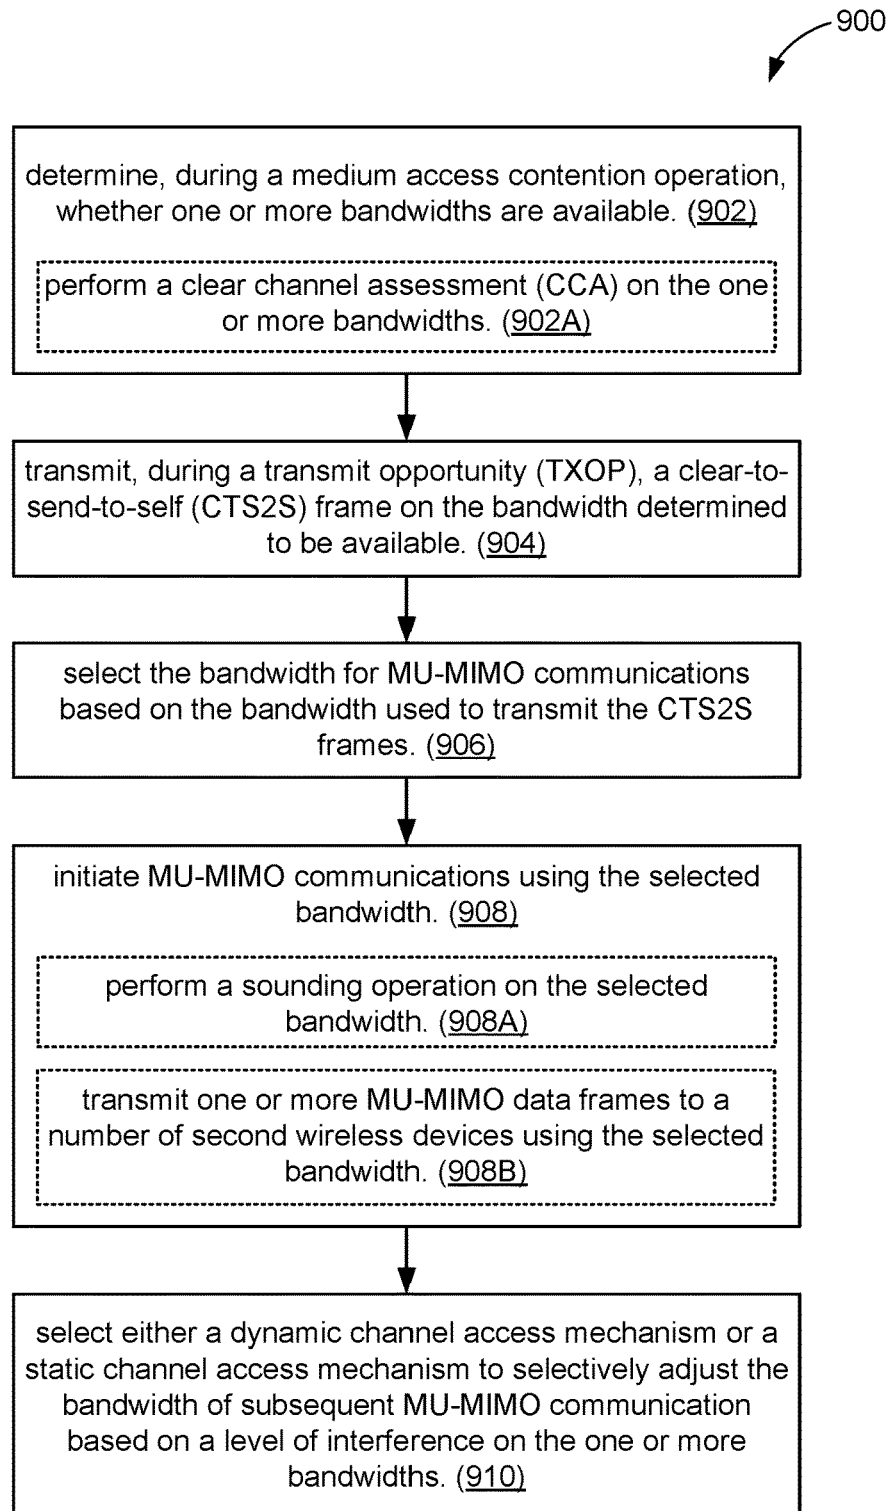 900
determine, during a medium access contention operation,
whether one or more bandwidths are available. (902)
perform a clear channel assessment (CCA) on the one
or more bandwidths. (902A)
transmit, during a transmit opportunity (TXOP), a clear-to-
send-to-self (CTS2S) frame on the bandwidth determined
to be available. (904)
select the bandwidth for MU-MIMO communications
based on the bandwidth used to transmit the CTS2S
frames. (906)
initiate MU-MIMO communications using the selected
bandwidth. (908)
perform a sounding operation on the selected
bandwidth. (908A)
transmit one or more MU-MIMO data frames to a
number of second wireless devices using the selected
bandwidth. (908B)
select either a dynamic channel access mechanism or a
static channel access mechanism to selectively adjust the
bandwidth of subsequent MU-MIMO communication
based on a level of interference on the one or more
bandwidths. (910)